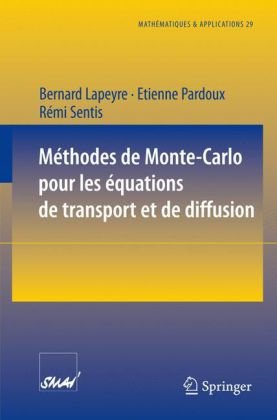 MATHÉMATIQUES & APPLICATIONS 29
Bernard Lapeyre · Etienne Pardoux
Rémi Sentis
Méthodes de Monte-Carlo
pour les équations
de transport et de diffusion
SMAI
Springer